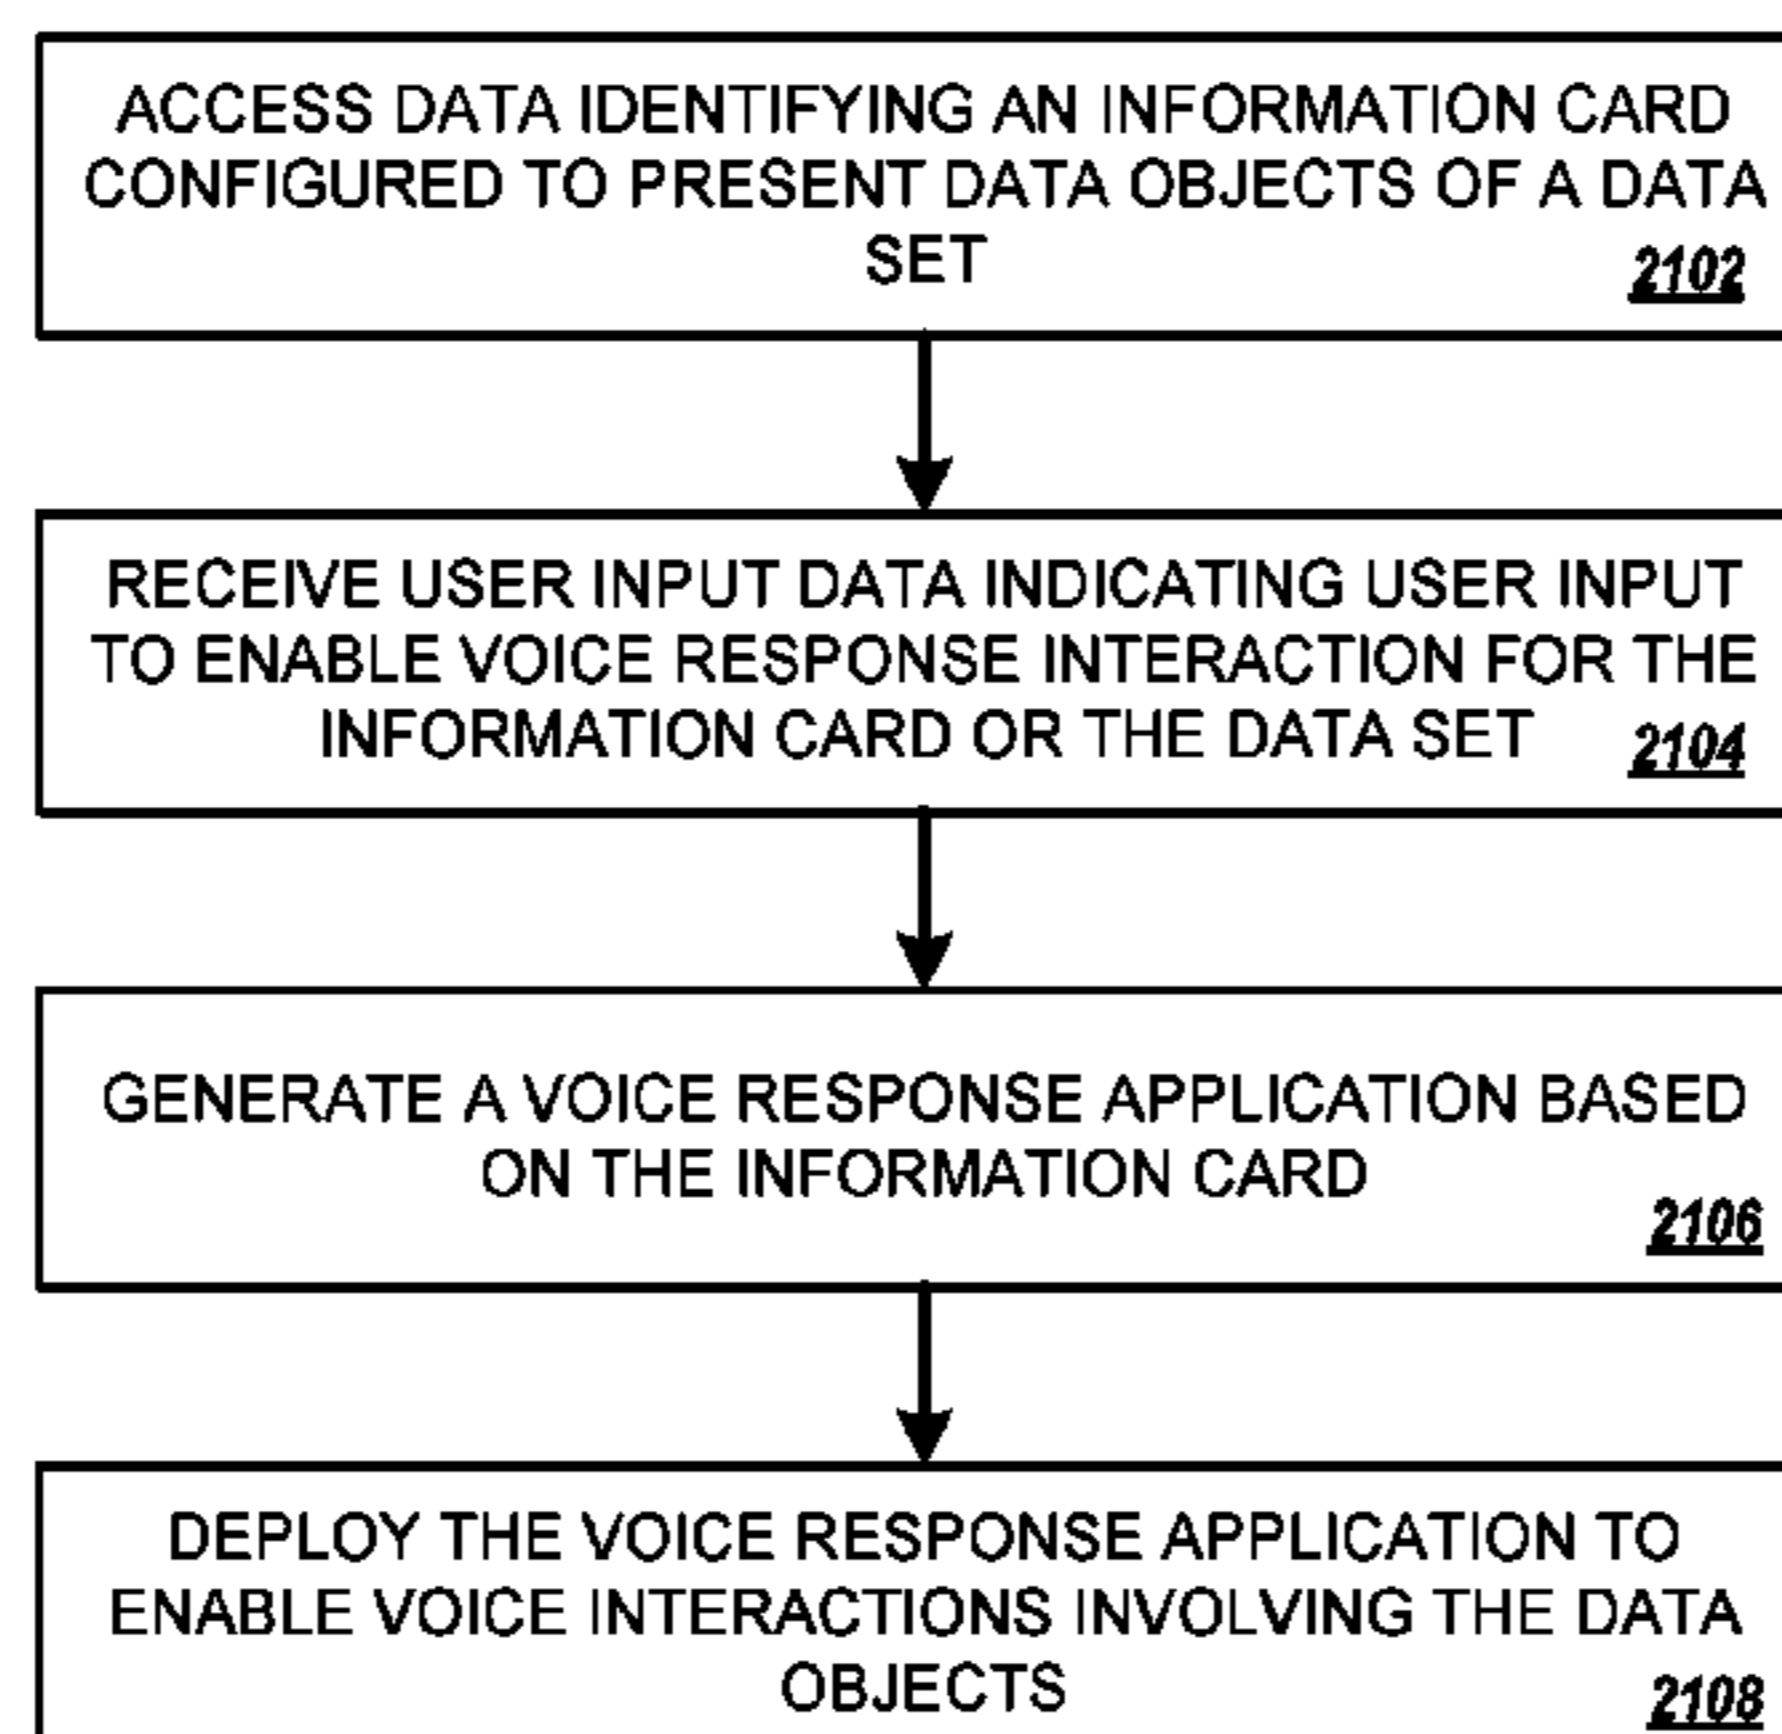 ACCESS DATA IDENTIFYING AN INFORMATION CARD
CONFIGURED TO PRESENT DATA OBJECTS OF A DATA
SET
2102
RECEIVE USER INPUT DATA INDICATING USER INPUT
TO ENABLE VOICE RESPONSE INTERACTION FOR THE
INFORMATION CARD OR THE DATA SET
2104
GENERATE A VOICE RESPONSE APPLICATION BASED
ON THE INFORMATION CARD
2106
DEPLOY THE VOICE RESPONSE APPLICATION TO
ENABLE VOICE INTERACTIONS INVOLVING THE DATA
OBJECTS
2108